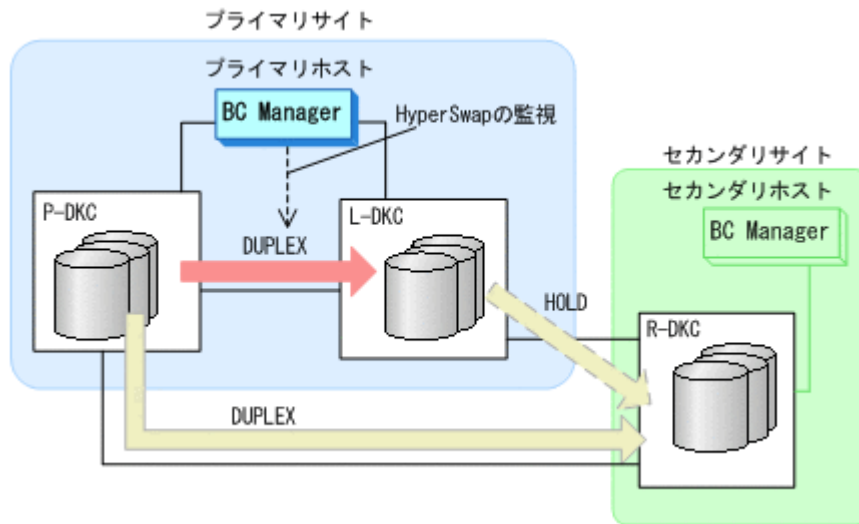 プライマリサイト
プライマリホスト
BC Manager
HyperSwapの監視
セカンダリサイト
セカンダリホスト
BC Manager
P-DKC
L-DKC
DUPLEX
HOLD
R-DKC
DUPLEX